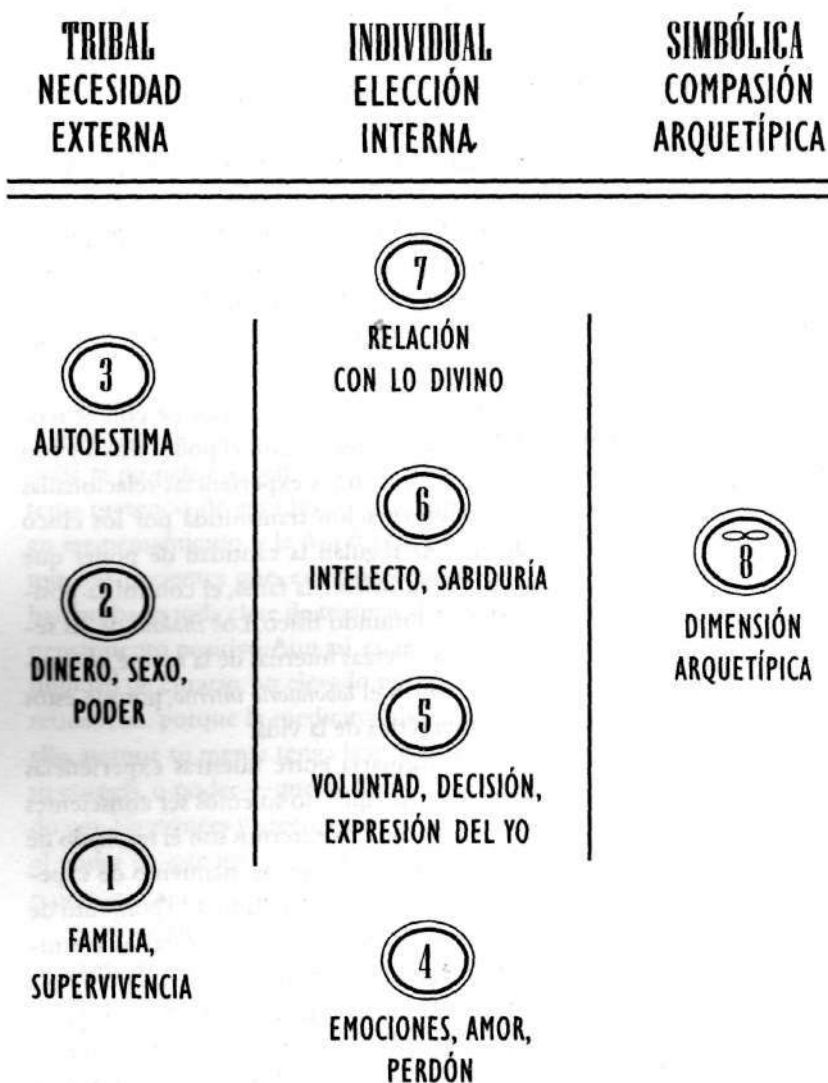 TRIBAL
NECESIDAD
EXTERNA
INDIVIDUAL
ELECCIÓN
INTERNA
SIMBÓLICA
COMPASIÓN
ARQUETÍPICA
3
AUTOESTIMA
2
DINERO, SEXO,
PODER
1
FAMILIA,
SUPERVIVENCIA
7
RELACIÓN
CON LO DIVINO
6
INTELECTO, SABIDURÍA
5
VOLUNTAD, DECISIÓN,
EXPRESIÓN DEL YO
4
EMOCIONES, AMOR,
PERDÓN
8
DIMENSIÓN
ARQUETÍPICA